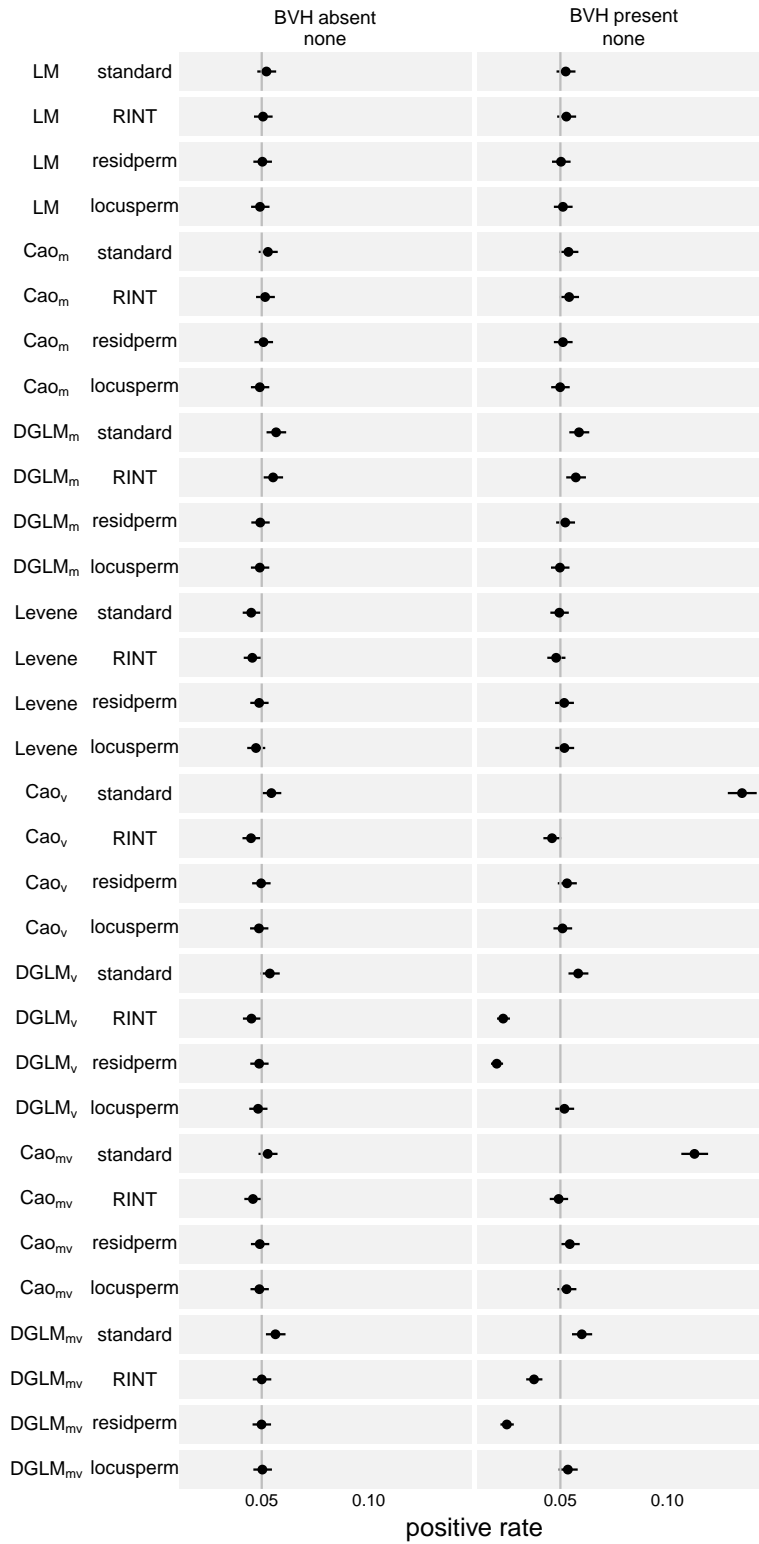 BVH absent BVH present
none none
LM standard
LM RINT
LM residperm
LM locusperm
Caoₘ standard
Caoₘ RINT
Caoₘ residperm
Caoₘ locusperm
DGLMₘ standard
DGLMₘ RINT
DGLMₘ residperm
DGLMₘ locusperm
Levene standard
Levene RINT
Levene residperm
Levene locusperm
Caoᵥ standard
Caoᵥ RINT
Caoᵥ residperm
Caoᵥ locusperm
DGLMᵥ standard
DGLMᵥ RINT
DGLMᵥ residperm
DGLMᵥ locusperm
Caoₘᵥ standard
Caoₘᵥ RINT
Caoₘᵥ residperm
Caoₘᵥ locusperm
DGLMₘᵥ standard
DGLMₘᵥ RINT
DGLMₘᵥ residperm
DGLMₘᵥ locusperm
0.05 0.10 0.05 0.10
positive rate